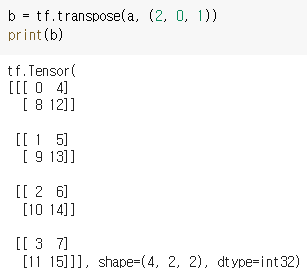 b = tf.transpose(a, (2, 0, 1))
print(b)
tf.Tensor(
[[[ 0  4]
  [ 8 12]]

 [[ 1  5]
  [ 9 13]]

 [[ 2  6]
  [10 14]]

 [[ 3  7]
  [11 15]]], shape=(4, 2, 2), dtype=int32)